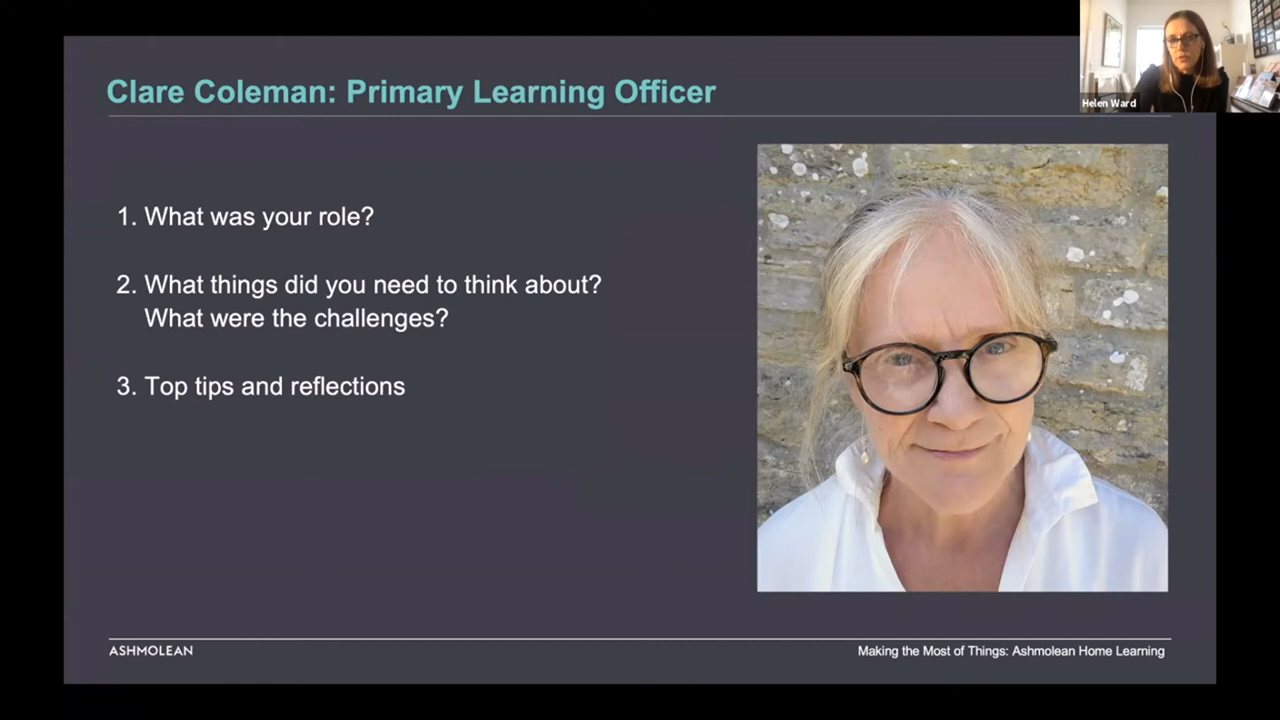 Clare Coleman: Primary Learning Officer
Helen Ward
1. What was your role?
2. What things did you need to think about?
What were the challenges?
3. Top tips and reflections
ASHMOLEAN
Making the Most of Things: Ashmolean Home Learning